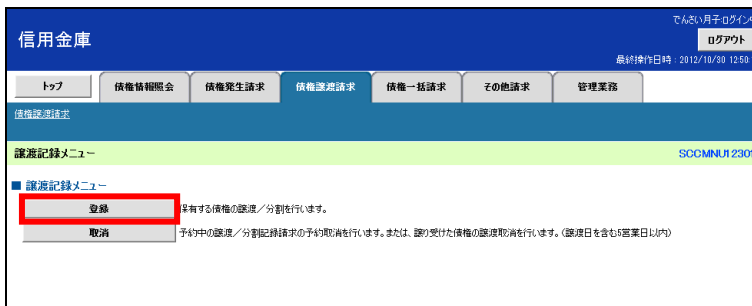 でんさい月子:ログイン中
信用金庫
ログアウト
最終操作日時：2012/10/30 12:50:
トップ 債権情報照会 債権発生請求 債権譲渡請求 債権一括請求 その他請求 管理業務
債権譲渡請求
譲渡記録メニュー SCCMNU12301
■ 譲渡記録メニュー
登録 保有する債権の譲渡／分割を行います。
取消 予約中の譲渡／分割記録請求の予約取消を行います。または、譲り受けた債権の譲渡取消を行います。（譲渡日を含む5営業日以内）